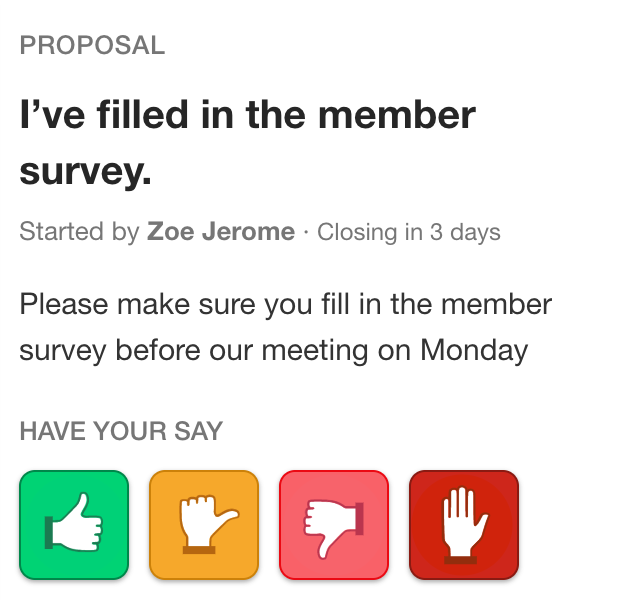 PROPOSAL
I’ve filled in the member
survey.
Started by Zoe Jerome · Closing in 3 days
Please make sure you fill in the member
survey before our meeting on Monday
HAVE YOUR SAY